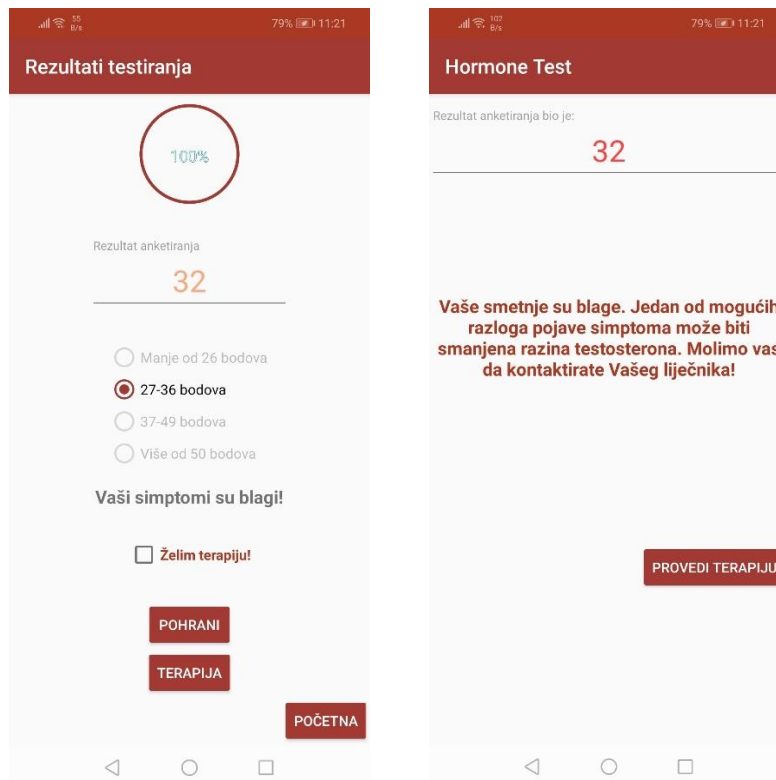 55
B/s
79% 11:21
Rezultati testiranja
100%
Rezultat anketiranja
32
Manje od 26 bodova
27-36 bodova
37-49 bodova
Više od 50 bodova
Vaši simptomi su blagi!
Želim terapiju!
POHRANI
TERAPIJA
POČETNA
107
B/s
79% 11:21
Hormone Test
Rezultat anketiranja bio je:
32
Vaše smetnje su blage. Jedan od mogućih
razloga pojave simptoma može biti
smanjena razina testosterona. Molimo vas
da kontaktirate Vašeg liječnika!
PROVEDI TERAPIJU